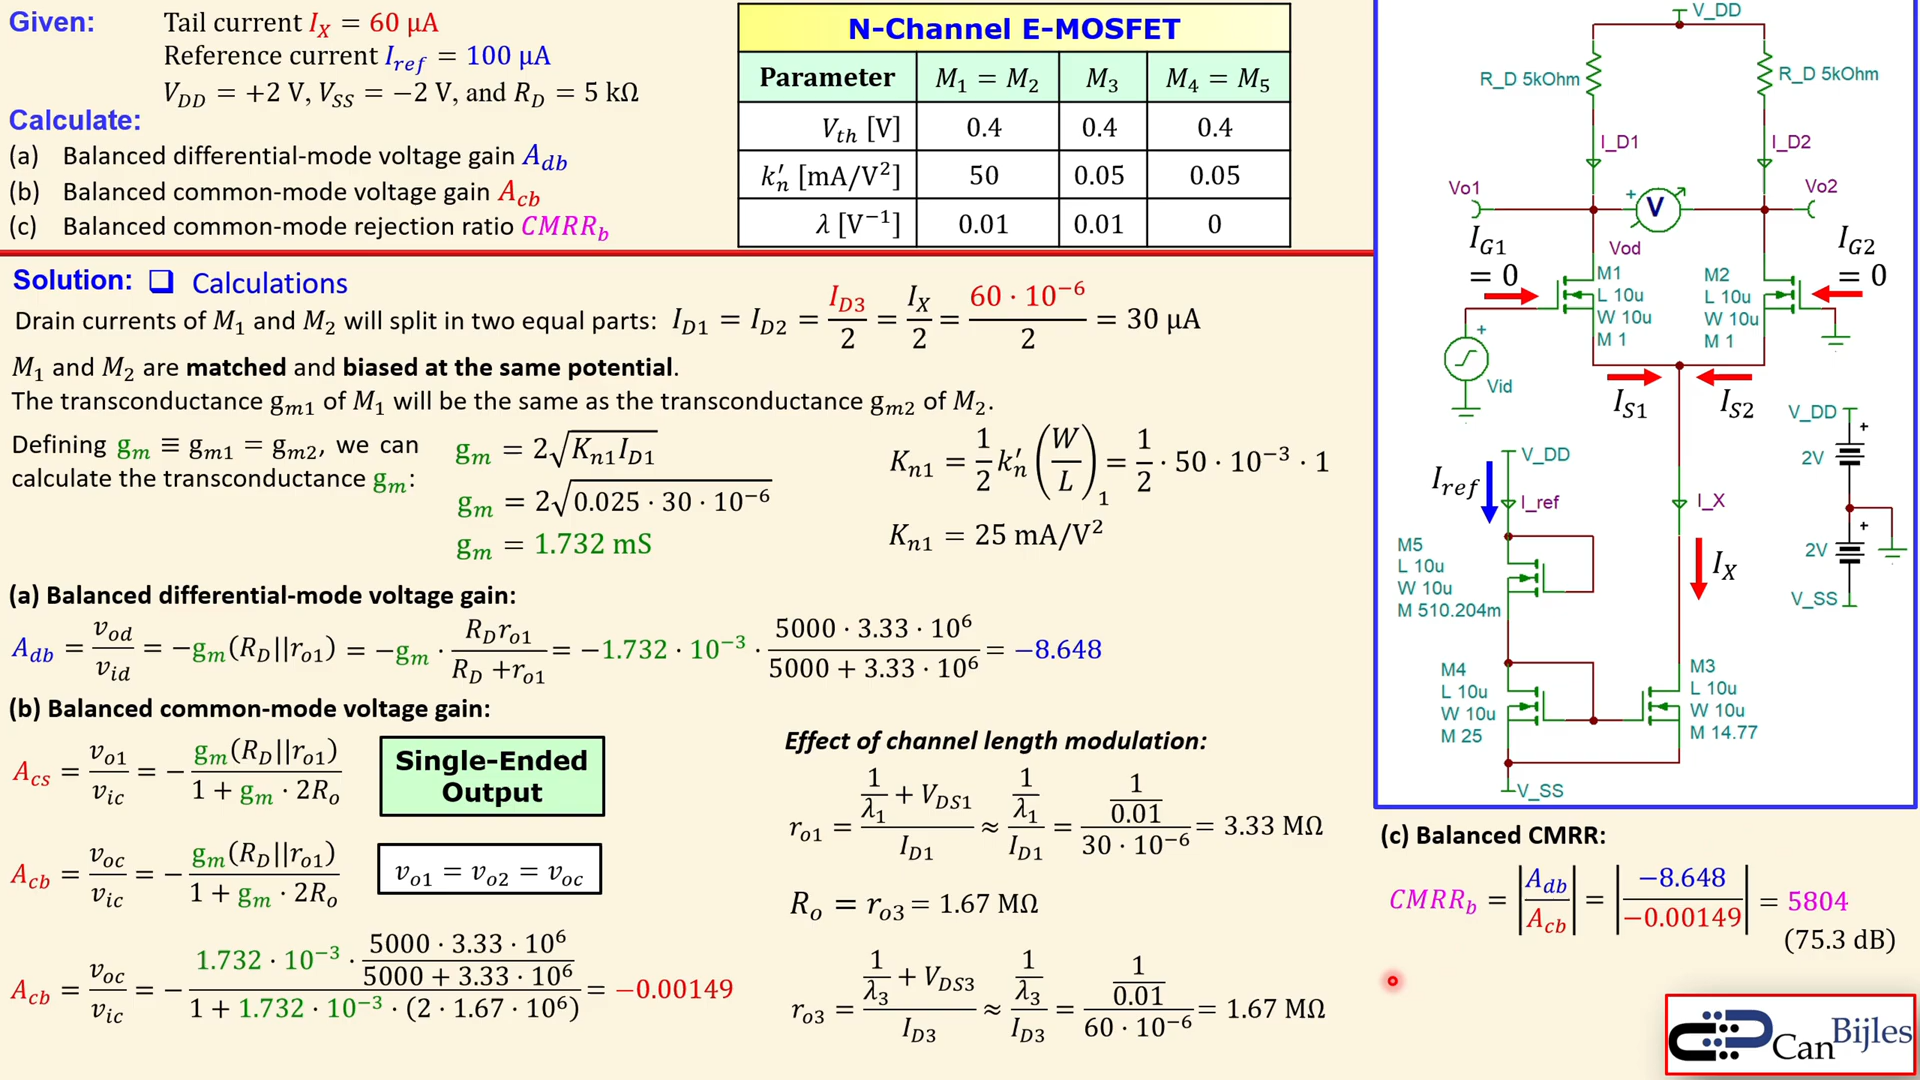 Given: Tail current I_X = 60 μA
Reference current I_ref = 100 μA
V_DD = +2 V, V_SS = −2 V, and R_D = 5 kΩ
Calculate:
(a) Balanced differential-mode voltage gain A_db
(b) Balanced common-mode voltage gain A_cb
(c) Balanced common-mode rejection ratio CMRR_b
N-Channel E-MOSFET
Parameter M_1 = M_2 M_3 M_4 = M_5
V_th [V] 0.4 0.4 0.4
k′_n [mA/V²] 50 0.05 0.05
λ [V⁻¹] 0.01 0.01 0
Solution: ❑ Calculations
Drain currents of M_1 and M_2 will split in two equal parts: I_D1 = I_D2 = I_D3/2 = I_X/2 = 60 · 10⁻⁶/2 = 30 μA
M_1 and M_2 are matched and biased at the same potential.
The transconductance g_m1 of M_1 will be the same as the transconductance g_m2 of M_2.
Defining g_m ≡ g_m1 = g_m2, we can
calculate the transconductance g_m:
g_m = 2√(K_n1 I_D1)
g_m = 2√(0.025 · 30 · 10⁻⁶)
g_m = 1.732 mS
K_n1 = 1/2 k′_n (W/L)_1 = 1/2 · 50 · 10⁻³ · 1
K_n1 = 25 mA/V²
(a) Balanced differential-mode voltage gain:
A_db = v_od/v_id = −g_m(R_D||r_o1) = −g_m · R_D r_o1/(R_D + r_o1) = −1.732 · 10⁻³ · (5000 · 3.33 · 10⁶)/(5000 + 3.33 · 10⁶) = −8.648
(b) Balanced common-mode voltage gain:
A_cs = v_o1/v_ic = − g_m(R_D||r_o1)/(1 + g_m · 2R_o)
Single-Ended
Output
A_cb = v_oc/v_ic = − g_m(R_D||r_o1)/(1 + g_m · 2R_o)
v_o1 = v_o2 = v_oc
A_cb = v_oc/v_ic = − (1.732 · 10⁻³ · (5000 · 3.33 · 10⁶)/(5000 + 3.33 · 10⁶))/(1 + 1.732 · 10⁻³ · (2 · 1.67 · 10⁶)) = −0.00149
Effect of channel length modulation:
r_o1 = (1/λ_1 + V_DS1)/I_D1 ≈ (1/λ_1)/I_D1 = (1/0.01)/(30 · 10⁻⁶) = 3.33 MΩ
R_o = r_o3 = 1.67 MΩ
r_o3 = (1/λ_3 + V_DS3)/I_D3 ≈ (1/λ_3)/I_D3 = (1/0.01)/(60 · 10⁻⁶) = 1.67 MΩ
V_DD
R_D 5kOhm R_D 5kOhm
I_D1 I_D2
Vo1 Vo2
+ V
Vod
I_G1 = 0
I_G2 = 0
M1
L 10u
W 10u
M 1
M2
L 10u
W 10u
M 1
+
Vid
I_S1 I_S2
V_DD
I_ref I_ref
I_X
I_X
V_DD
+
2V
+
2V
V_SS
M5
L 10u
W 10u
M 510.204m
M4
L 10u
W 10u
M 25
M3
L 10u
W 10u
M 14.77
V_SS
(c) Balanced CMRR:
CMRR_b = |A_db/A_cb| = |−8.648/−0.00149| = 5804
(75.3 dB)
CanBijles